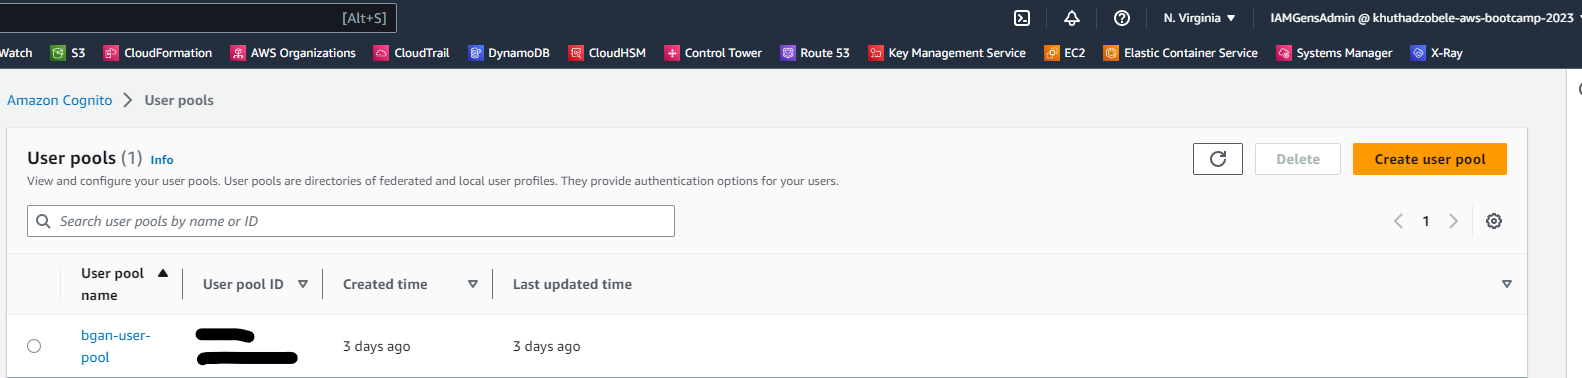 [Alt+S]
N. Virginia
IAMGensAdmin @ khuthadzobele-aws-bootcamp-2023
Watch S3 CloudFormation AWS Organizations CloudTrail DynamoDB CloudHSM Control Tower Route 53 Key Management Service EC2 Elastic Container Service Systems Manager X-Ray
Amazon Cognito User pools
User pools (1) Info
Delete Create user pool
View and configure your user pools. User pools are directories of federated and local user profiles. They provide authentication options for your users.
Search user pools by name or ID
1
User pool
name
User pool ID
Created time
Last updated time
bgan-user-
pool
3 days ago
3 days ago